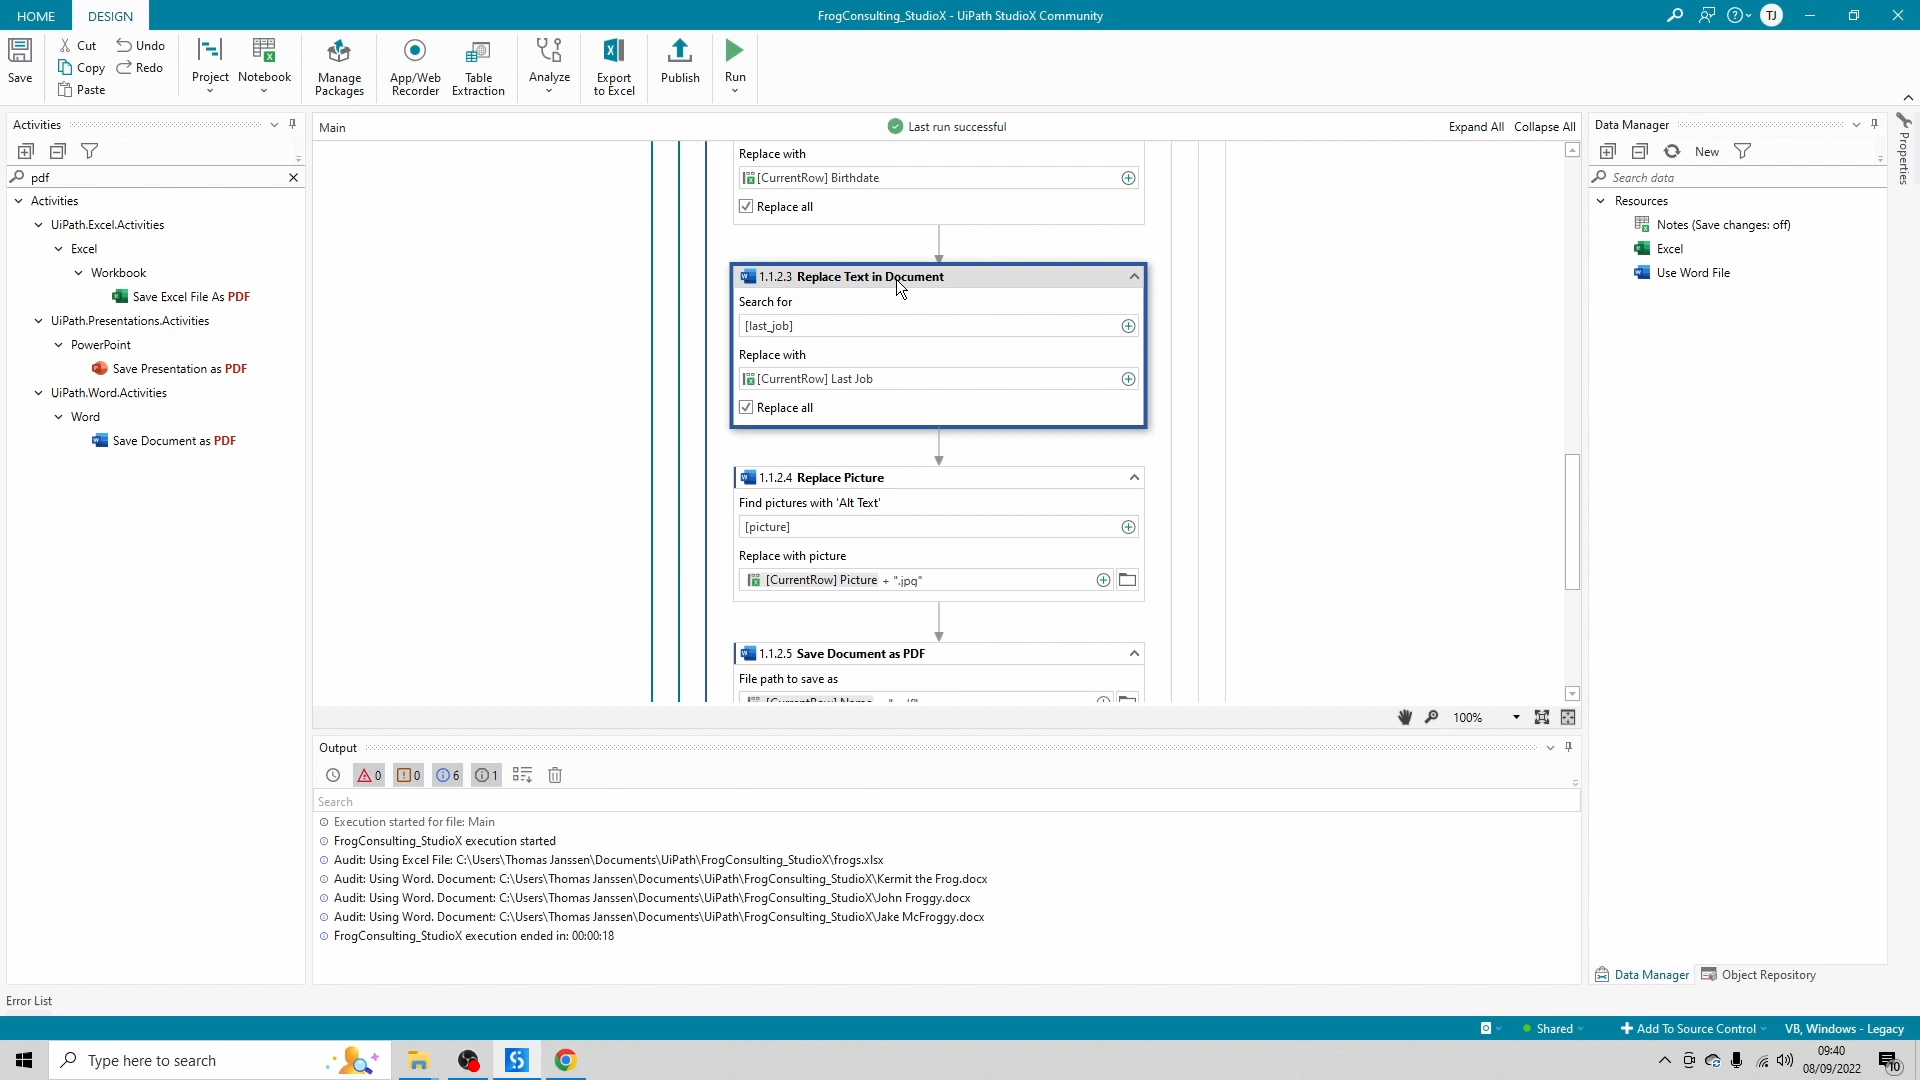 HOME
DESIGN
FrogConsulting_StudioX - UiPath StudioX Community
TJ
Save
Cut
Copy
Paste
Undo
Redo
Project
Notebook
Manage
Packages
App/Web
Recorder
Table
Extraction
Analyze
Export
to Excel
Publish
Run
Activities
pdf
Activities
UiPath.Excel.Activities
Excel
Workbook
Save Excel File As PDF
UiPath.Presentations.Activities
PowerPoint
Save Presentation as PDF
UiPath.Word.Activities
Word
Save Document as PDF
Main
Last run successful
Expand All Collapse All
Replace with
[CurrentRow] Birthdate
Replace all
1.1.2.3 Replace Text in Document
Search for
[last_job]
Replace with
[CurrentRow] Last Job
Replace all
1.1.2.4 Replace Picture
Find pictures with 'Alt Text'
[picture]
Replace with picture
[CurrentRow] Picture + ".jpg"
1.1.2.5 Save Document as PDF
File path to save as
100%
Output
0
0
6
1
Search
Execution started for file: Main
FrogConsulting_StudioX execution started
Audit: Using Excel File: C:\Users\Thomas Janssen\Documents\UiPath\FrogConsulting_StudioX\frogs.xlsx
Audit: Using Word. Document: C:\Users\Thomas Janssen\Documents\UiPath\FrogConsulting_StudioX\Kermit the Frog.docx
Audit: Using Word. Document: C:\Users\Thomas Janssen\Documents\UiPath\FrogConsulting_StudioX\John Froggy.docx
Audit: Using Word. Document: C:\Users\Thomas Janssen\Documents\UiPath\FrogConsulting_StudioX\Jake McFroggy.docx
FrogConsulting_StudioX execution ended in: 00:00:18
Data Manager
New
Search data
Resources
Notes (Save changes: off)
Excel
Use Word File
Data Manager
Object Repository
Properties
Error List
Shared
Add To Source Control
VB, Windows - Legacy
Type here to search
09:40
08/09/2022
10